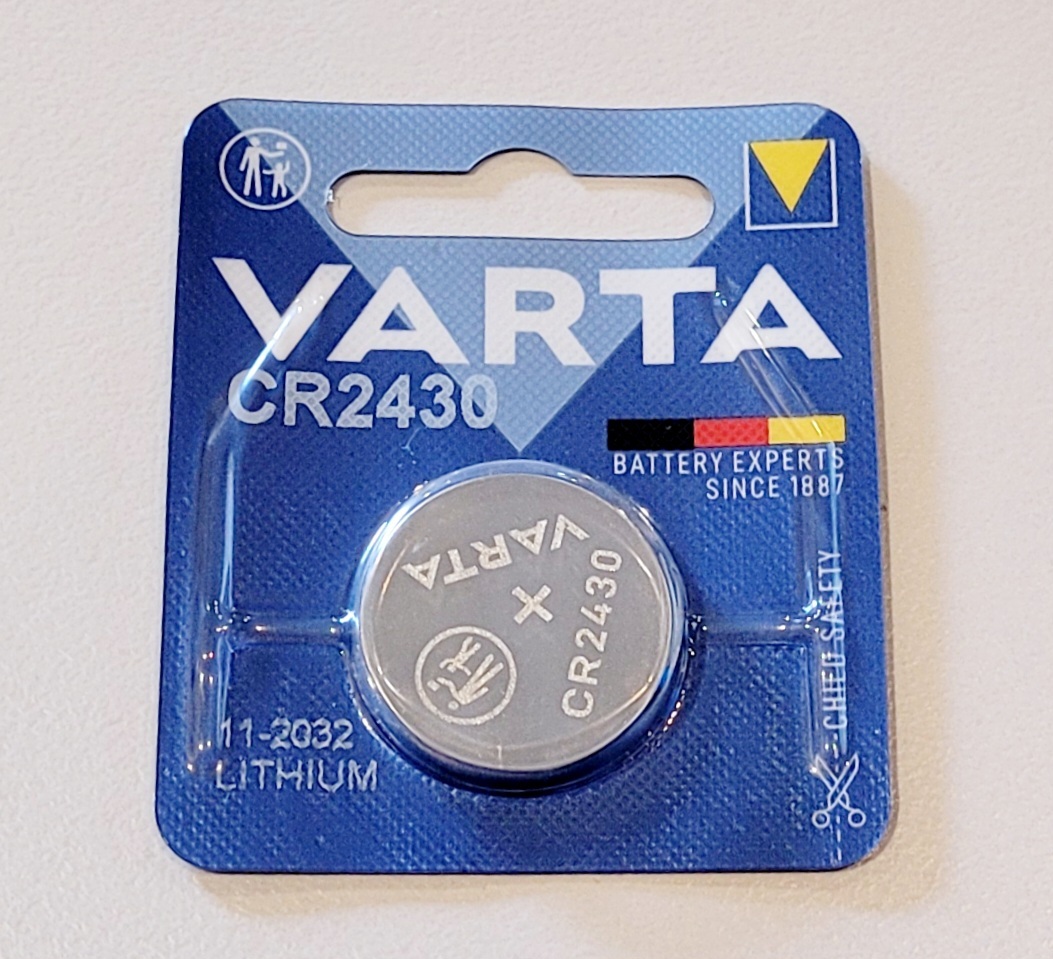 VARTA
CR2430
BATTERY EXPERTS
SINCE 1887
VARTA
+
CR2430
CHILD SAFETY
11-2032
LITHIUM